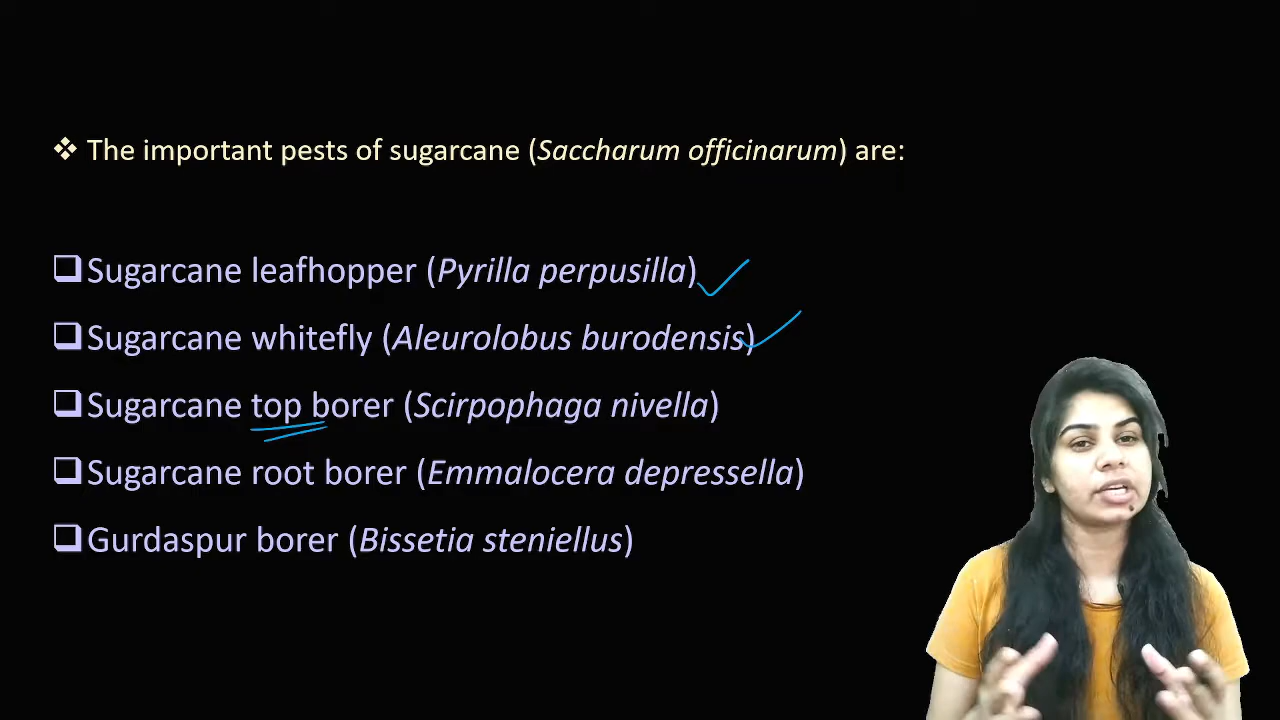 ❖ The important pests of sugarcane (Saccharum officinarum) are:
❑Sugarcane leafhopper (Pyrilla perpusilla)
❑Sugarcane whitefly (Aleurolobus burodensis)
❑Sugarcane top borer (Scirpophaga nivella)
❑Sugarcane root borer (Emmalocera depressella)
❑Gurdaspur borer (Bissetia steniellus)